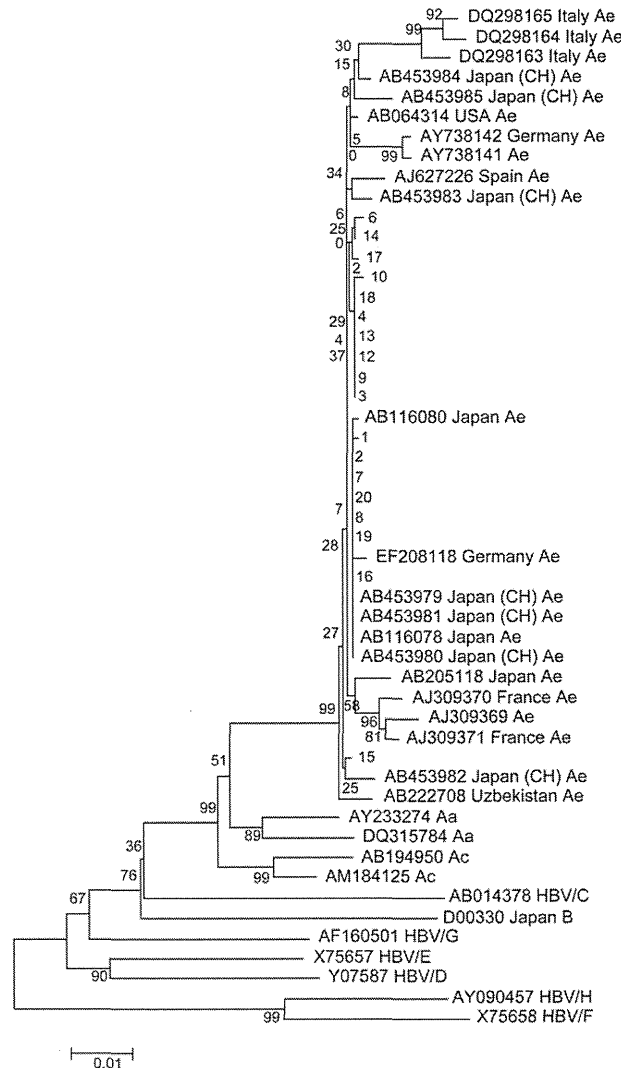 92
DQ298165 Italy Ae
99
DQ298164 Italy Ae
30
DQ298163 Italy Ae
15
AB453984 Japan (CH) Ae
8
AB453985 Japan (CH) Ae
AB064314 USA Ae
5
AY738142 Germany Ae
0
99
AY738141 Ae
34
AJ627226 Spain Ae
AB453983 Japan (CH) Ae
6
6
25
14
0
17
2
10
18
29
4
4
13
37
12
9
3
AB116080 Japan Ae
1
2
7
20
7
8
19
28
EF208118 Germany Ae
16
AB453979 Japan (CH) Ae
AB453981 Japan (CH) Ae
27
AB116078 Japan Ae
AB453980 Japan (CH) Ae
AB205118 Japan Ae
99
58
AJ309370 France Ae
96
AJ309369 Ae
81
AJ309371 France Ae
51
15
AB453982 Japan (CH) Ae
25
AB222708 Uzbekistan Ae
99
AY233274 Aa
89
DQ315784 Aa
36
AB194950 Ac
76
99
AM184125 Ac
67
AB014378 HBV/C
D00330 Japan B
AF160501 HBV/G
X75657 HBV/E
90
Y07587 HBV/D
AY090457 HBV/H
99
X75658 HBV/F
0.01